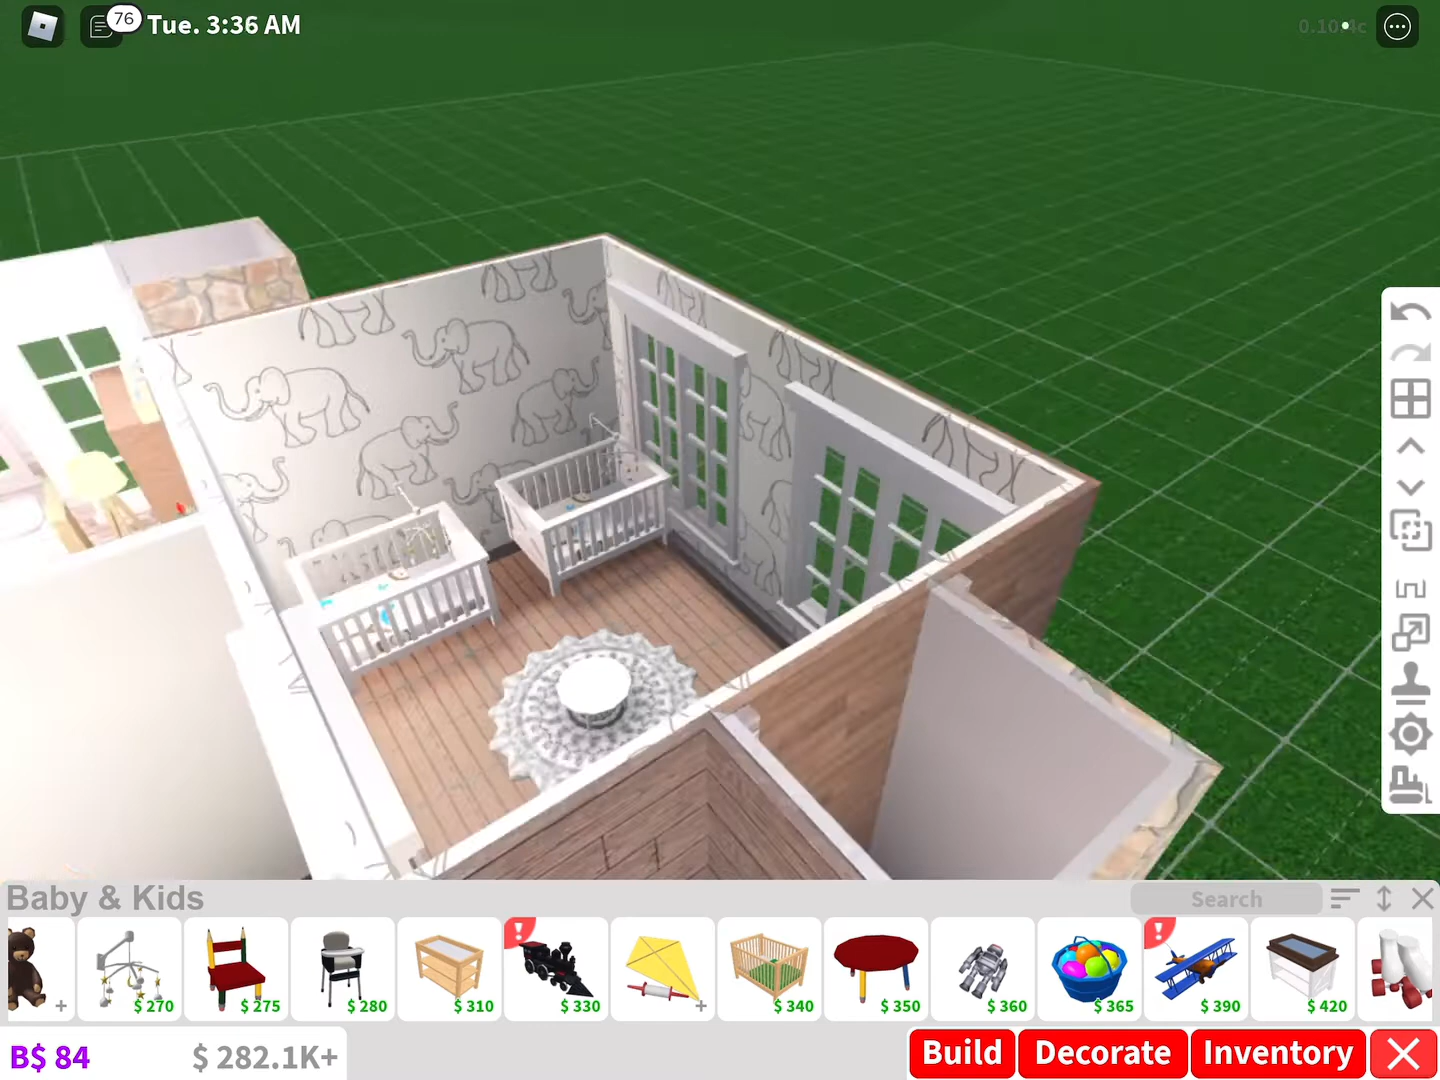 76
Tue. 3:36 AM
Baby & Kids
Search
$ 270
$ 275
$ 280
$ 310
$ 330
$ 340
$ 350
$ 360
$ 365
$ 390
$ 420
B$ 84
$ 282.1K+
Build
Decorate
Inventory